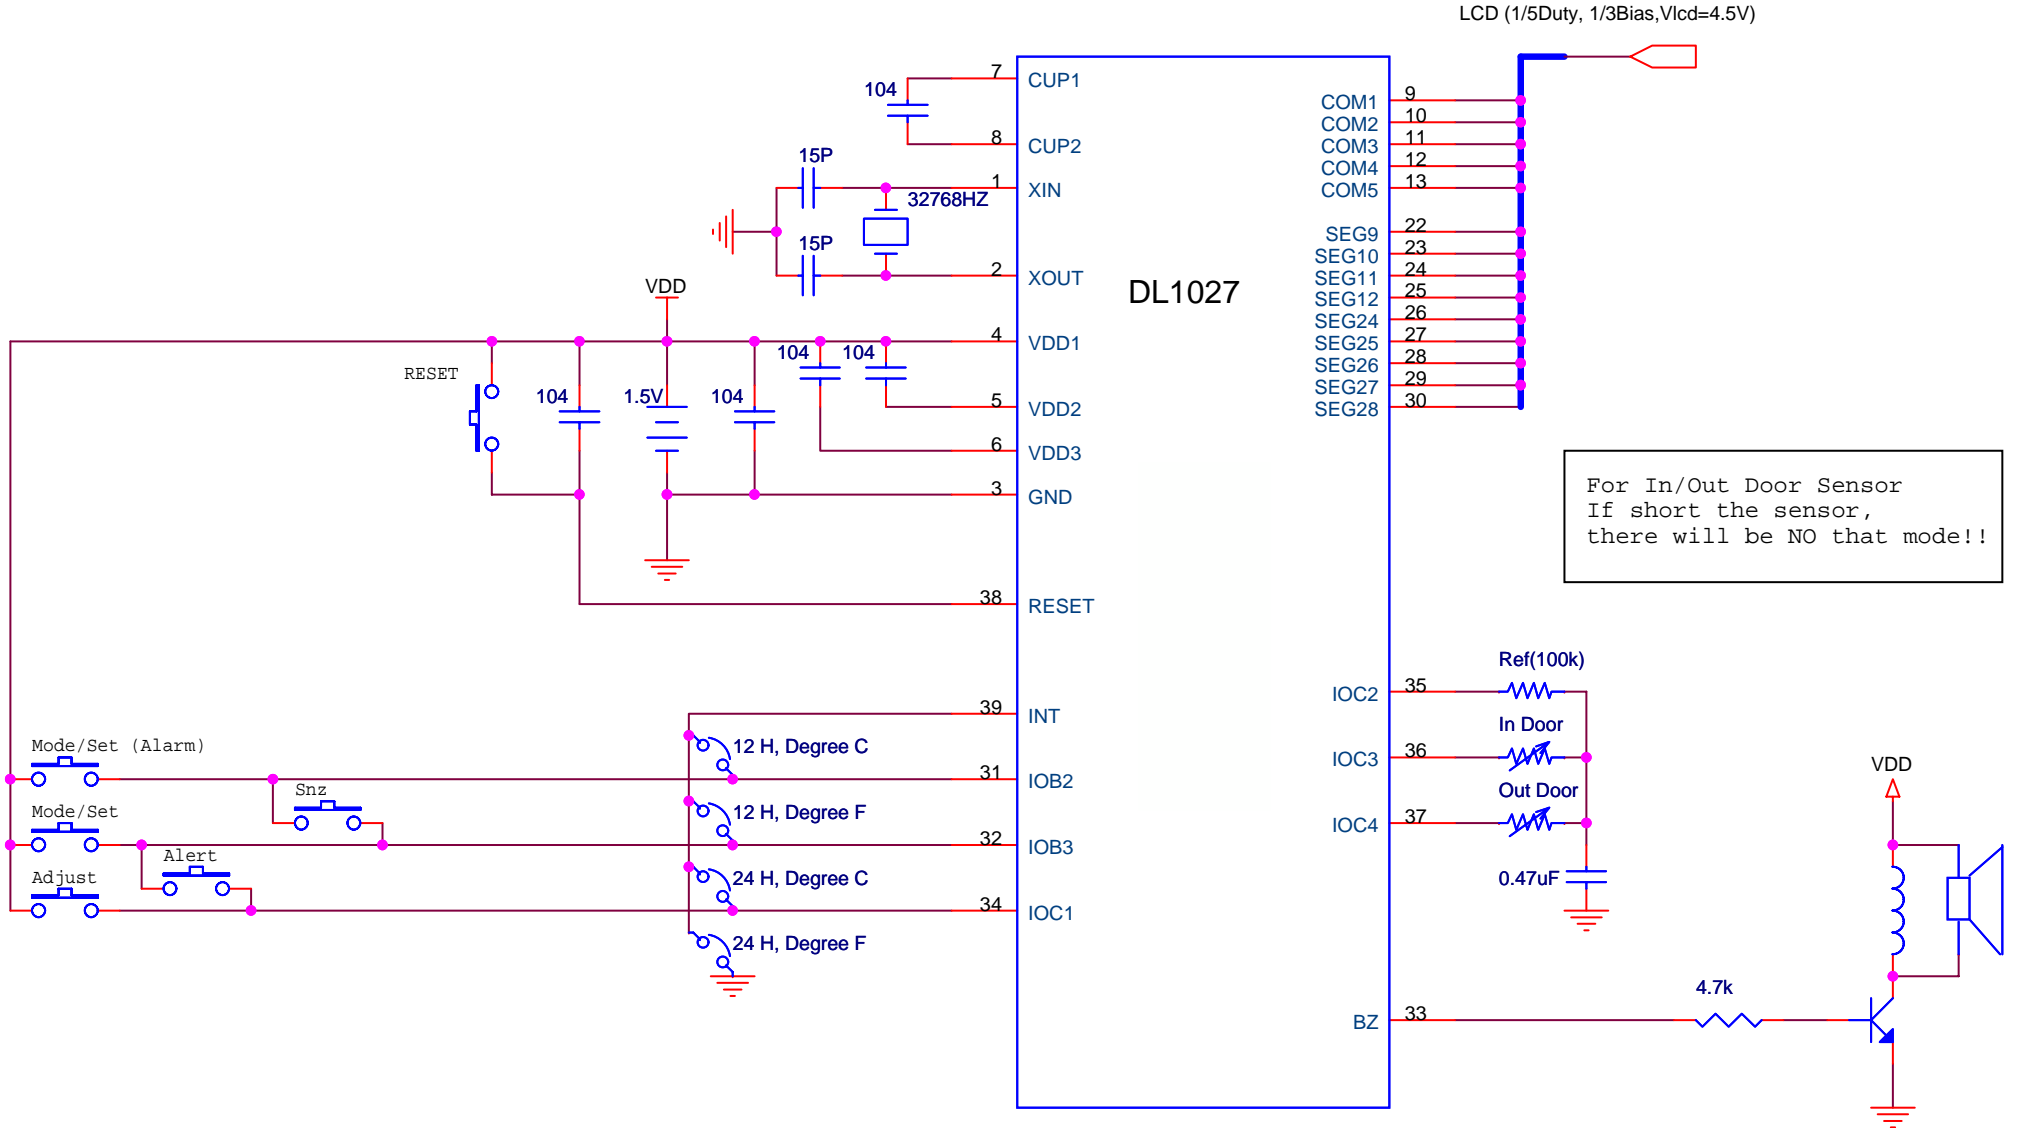 LCD (1/5Duty, 1/3Bias,Vlcd=4.5V)
7
CUP1
104
8
CUP2
15P
1
XIN
32768HZ
15P
2
XOUT
DL1027
VDD
4
VDD1
104
104
RESET
104
1.5V
104
5
VDD2
6
VDD3
3
GND
38
RESET
39
INT
Mode/Set (Alarm)
12 H, Degree C
31
IOB2
Snz
Mode/Set
12 H, Degree F
32
IOB3
Alert
Adjust
24 H, Degree C
34
IOC1
24 H, Degree F
COM1
9
COM2
10
COM3
11
COM4
12
COM5
13
SEG9
22
SEG10
23
SEG11
24
SEG12
25
SEG24
26
SEG25
27
SEG26
28
SEG27
29
SEG28
30
For In/Out Door Sensor
If short the sensor,
there will be NO that mode!!
Ref(100k)
IOC2
35
In Door
IOC3
36
Out Door
IOC4
37
0.47uF
VDD
4.7k
BZ
33